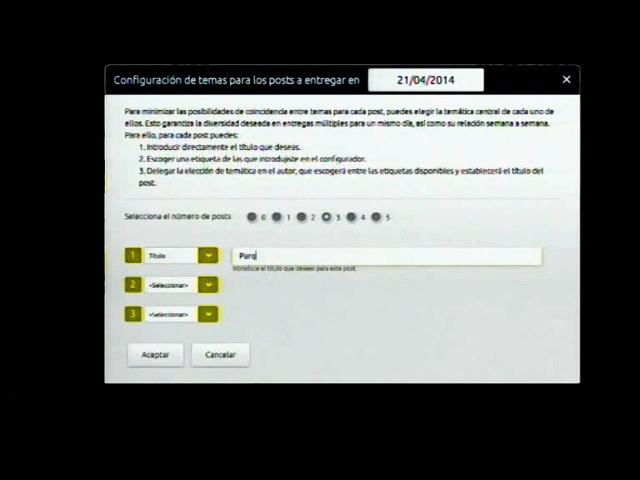 Configuración de temas para los posts a entregar en 21/04/2014
Para minimizar las posibilidades de coincidencia entre temas para cada post, puedes elegir la temática central de cada uno de
ellos. Esto garantiza la diversidad deseada en entregas múltiples para un mismo día, así como su relación semana a semana.
Para ello, para cada post puedes:
1. Introducir directamente el título que deseas.
2. Escoger una etiqueta de las que introdujiste en el configurador.
3. Delegar la elección de temática en el autor, que escogerá entre las etiquetas disponibles y establecerá el título del
post.
Selecciona el número de posts 0 1 2 3 4 5
1 Título Parq
Introduce el título que desees para este post.
2 <Seleccionar>
3 <Seleccionar>
Aceptar Cancelar